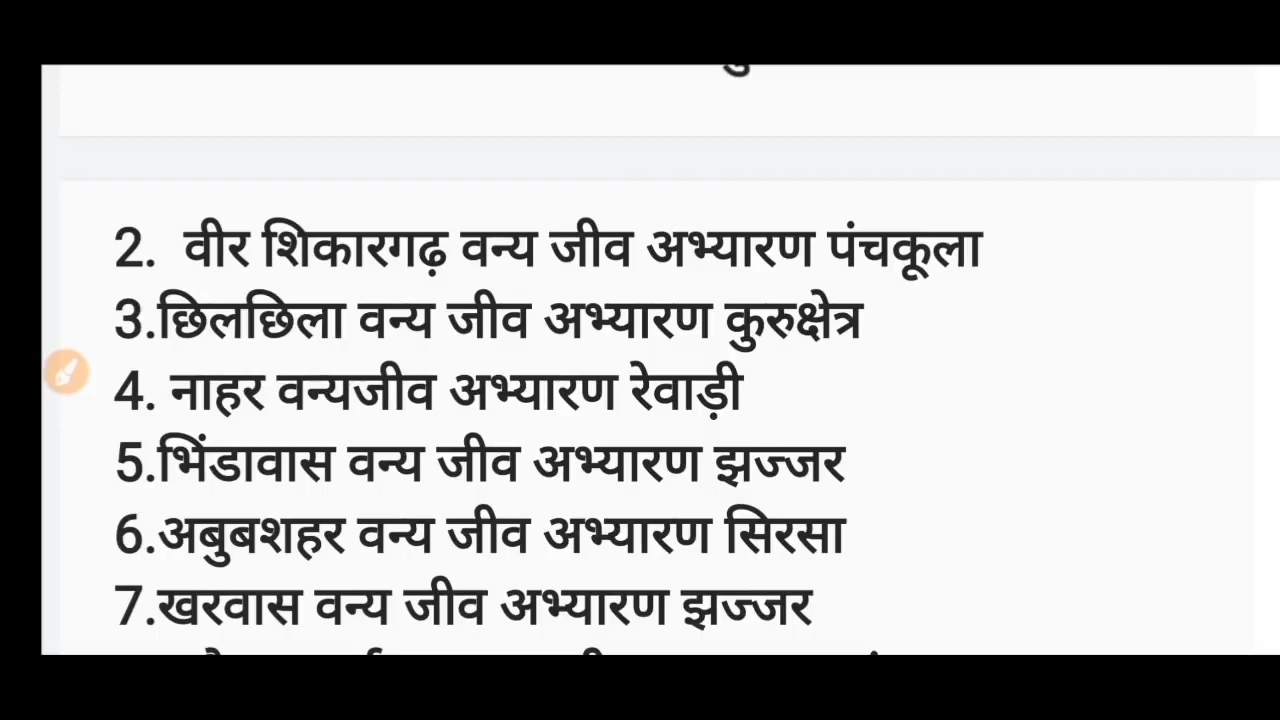 2. वीर शिकारगढ़ वन्य जीव अभ्यारण पंचकूला
3.छिलछिला वन्य जीव अभ्यारण कुरुक्षेत्र
4. नाहर वन्यजीव अभ्यारण रेवाड़ी
5.भिंडावास वन्य जीव अभ्यारण झज्जर
6.अबुबशहर वन्य जीव अभ्यारण सिरसा
7.खरवास वन्य जीव अभ्यारण झज्जर